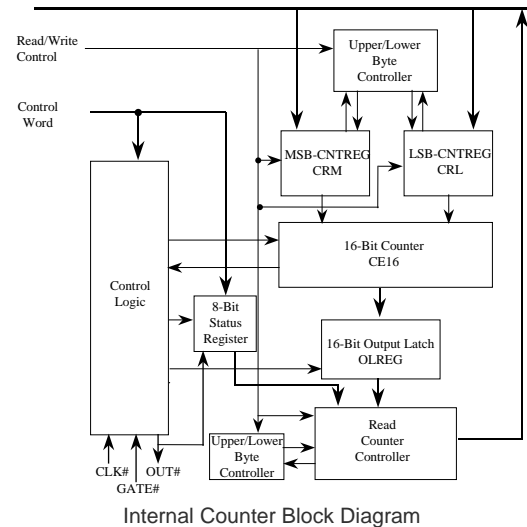 Read/Write
Control
Upper/Lower
Byte
Controller
Control
Word
MSB-CNTREG
CRM
LSB-CNTREG
CRL
16-Bit Counter
CE16
Control
Logic
8-Bit
Status
Register
16-Bit Output Latch
OLREG
Upper/Lower
Byte
Controller
Read
Counter
Controller
CLK#
OUT#
GATE#
Internal Counter Block Diagram